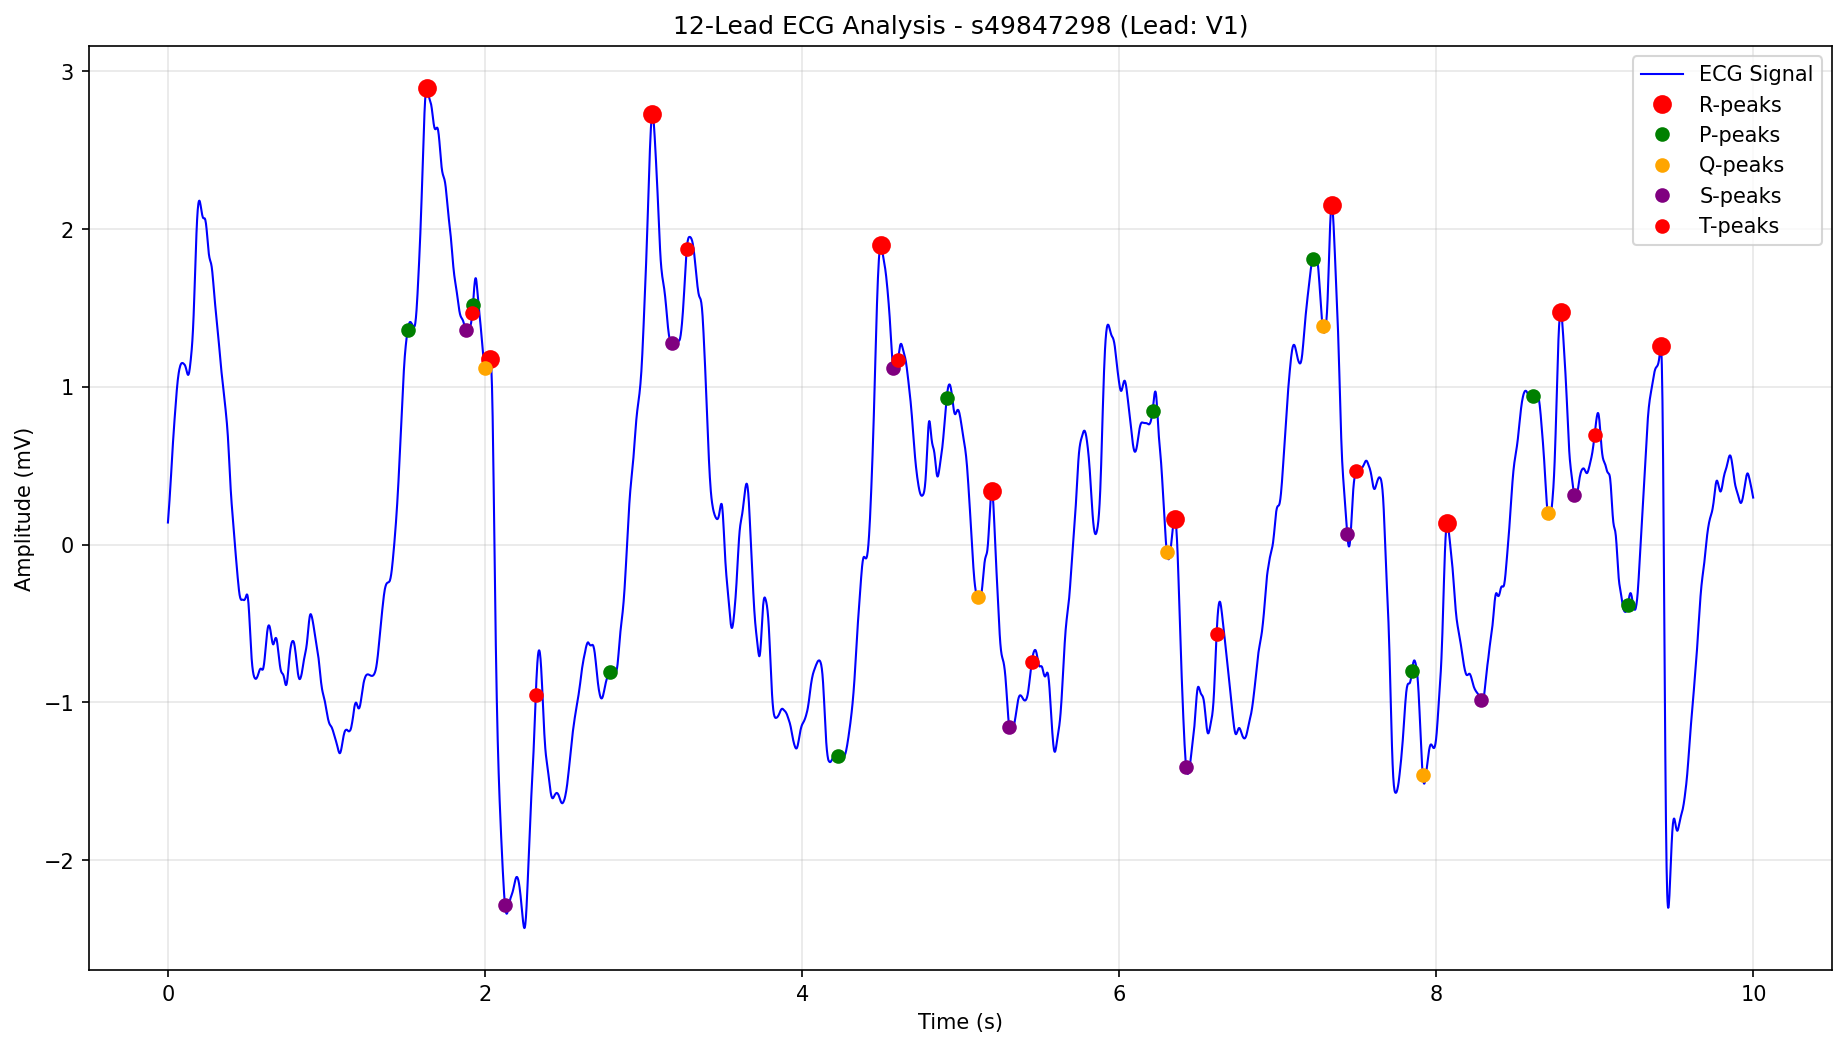 12-Lead ECG Analysis - s49847298 (Lead: V1)
ECG Signal
R-peaks
P-peaks
Q-peaks
S-peaks
T-peaks
Amplitude (mV)
3
2
1
0
−1
−2
0 2 4 6 8 10
Time (s)